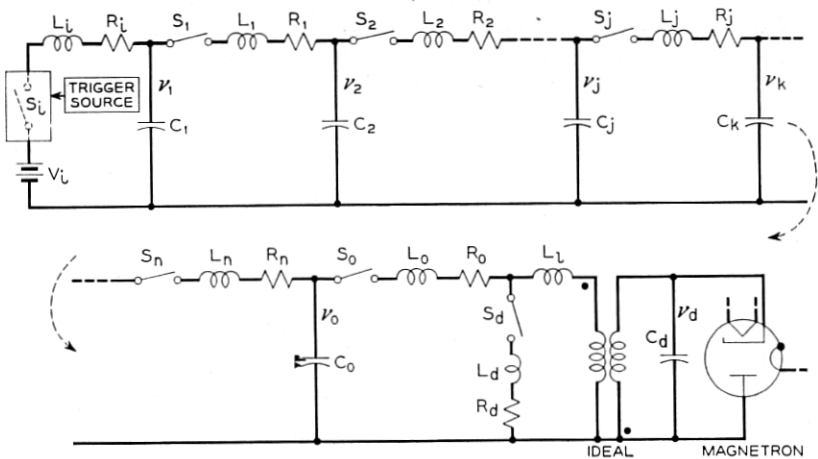 Li Ri S1 L1 R1 S2 L2 R2 Sj Lj Rj
Si TRIGGER SOURCE ν1 ν2 νj νk
C1 C2 Cj Ck
Vi
Sn Ln Rn So Lo Ro Ll
νo Sd νd
Co Cd
Ld
Rd
IDEAL MAGNETRON